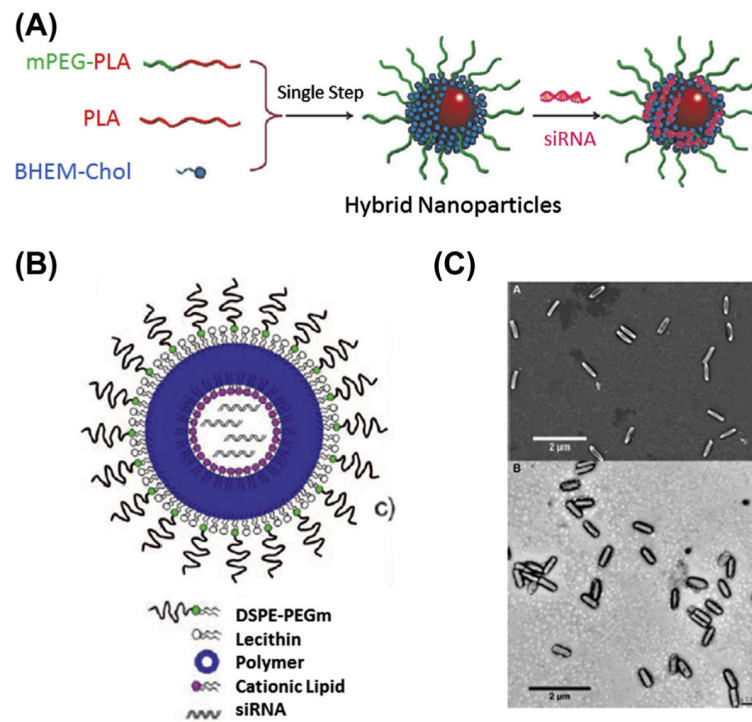 (A)
mPEG-PLA
PLA
BHEM-Chol
Single Step
siRNA
Hybrid Nanoparticles
(B)
c)
DSPE-PEGm
Lecithin
Polymer
Cationic Lipid
siRNA
(C)
A
2 µm
B
2 µm